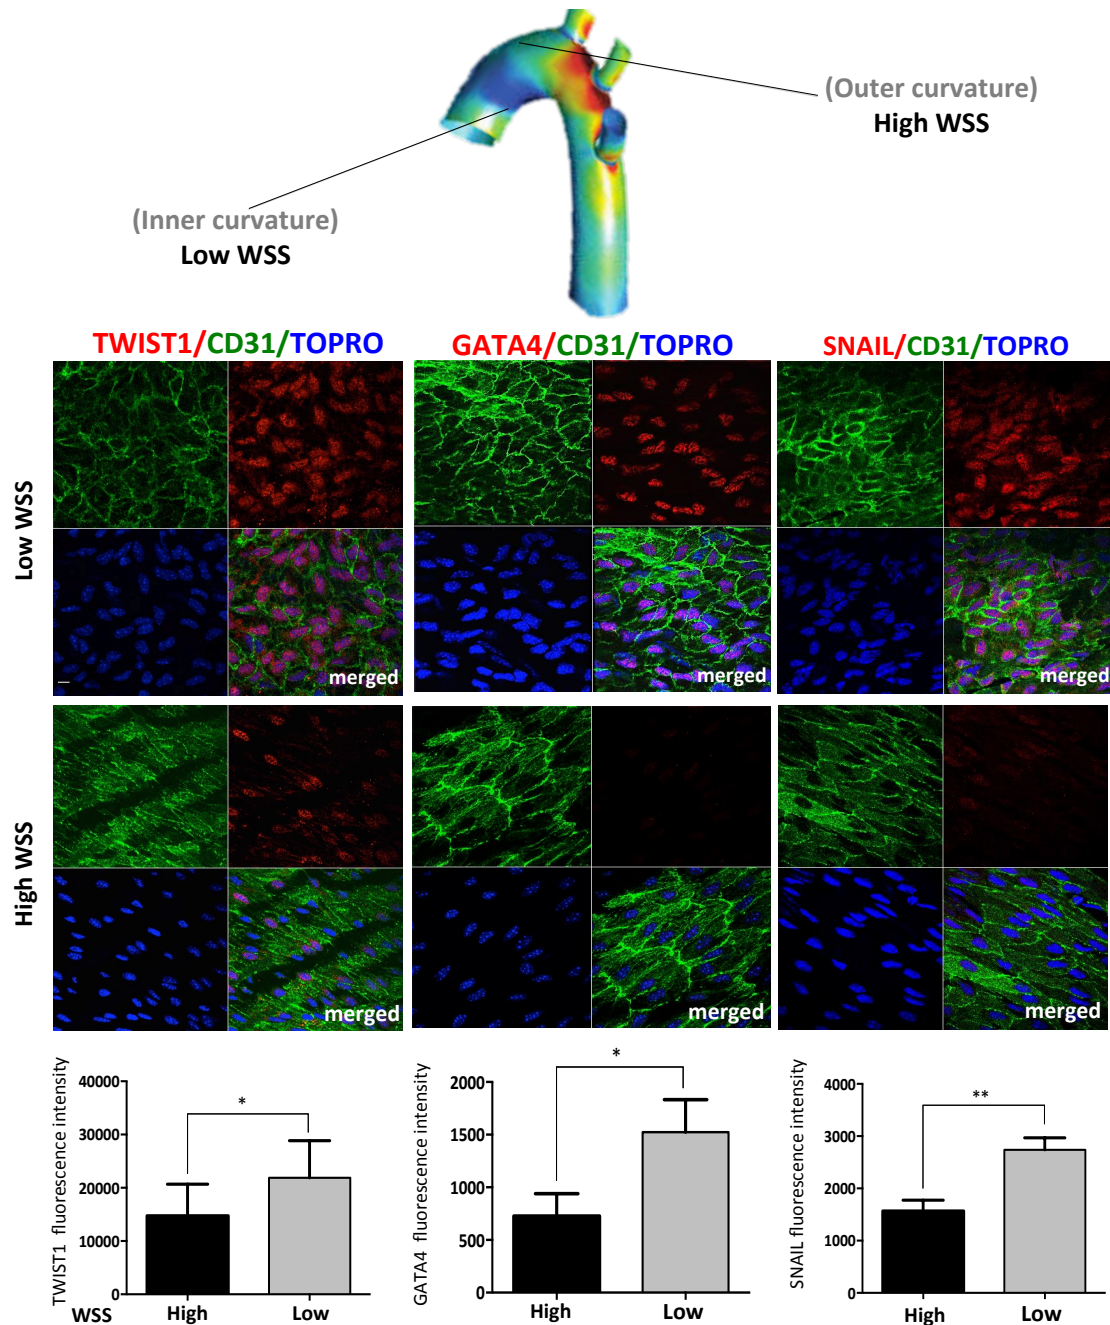 (Outer curvature)
High WSS
(Inner curvature)
Low WSS
TWIST1/CD31/TOPRO
GATA4/CD31/TOPRO
SNAIL/CD31/TOPRO
Low WSS
merged
merged
merged
High WSS
merged
merged
merged
TWIST1 fluorescence intensity
40000
30000
20000
10000
0
*
WSS
High
Low
GATA4 fluorescence intensity
2000
1500
1000
500
0
*
High
Low
SNAIL fluorescence intensity
4000
3000
2000
1000
0
**
High
Low